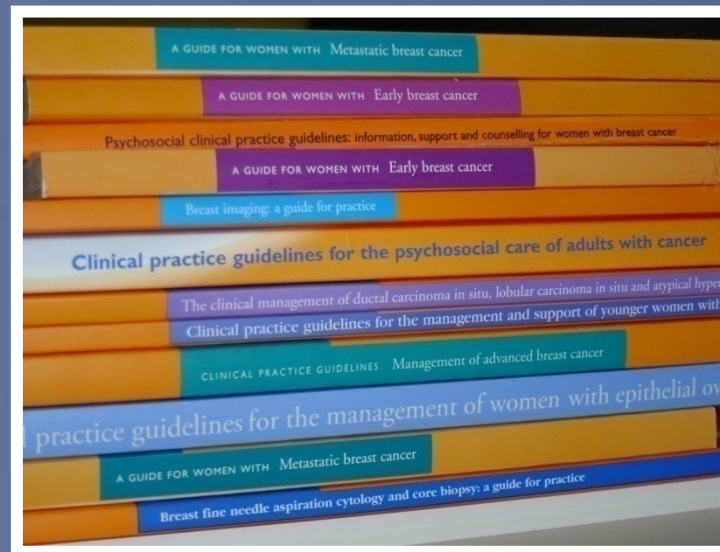 A GUIDE FOR WOMEN WITH Metastatic breast cancer
A GUIDE FOR WOMEN WITH Early breast cancer
Psychosocial clinical practice guidelines: information, support and counselling for women with breast cancer
A GUIDE FOR WOMEN WITH Early breast cancer
Breast imaging: a guide for practice
Clinical practice guidelines for the psychosocial care of adults with cancer
The clinical management of ductal carcinoma in situ, lobular carcinoma in situ and atypical hype
Clinical practice guidelines for the management and support of younger women with
CLINICAL PRACTICE GUIDELINES Management of advanced breast cancer
l practice guidelines for the management of women with epithelial ov
A GUIDE FOR WOMEN WITH Metastatic breast cancer
Breast fine needle aspiration cytology and core biopsy: a guide for practice